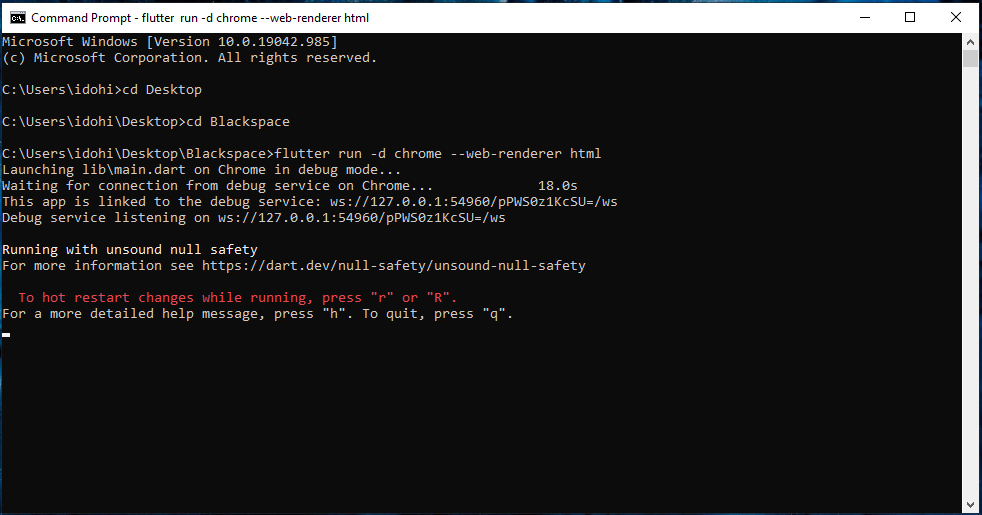 Command Prompt - flutter run -d chrome --web-renderer html
Microsoft Windows [Version 10.0.19042.985]
(c) Microsoft Corporation. All rights reserved.
C:\Users\idohi>cd Desktop
C:\Users\idohi\Desktop>cd Blackspace
C:\Users\idohi\Desktop\Blackspace>flutter run -d chrome --web-renderer html
Launching lib\main.dart on Chrome in debug mode...
Waiting for connection from debug service on Chrome... 18.0s
This app is linked to the debug service: ws://127.0.0.1:54960/pPWS0z1KcSU=/ws
Debug service listening on ws://127.0.0.1:54960/pPWS0z1KcSU=/ws
Running with unsound null safety
For more information see https://dart.dev/null-safety/unsound-null-safety
To hot restart changes while running, press "r" or "R".
For a more detailed help message, press "h". To quit, press "q".